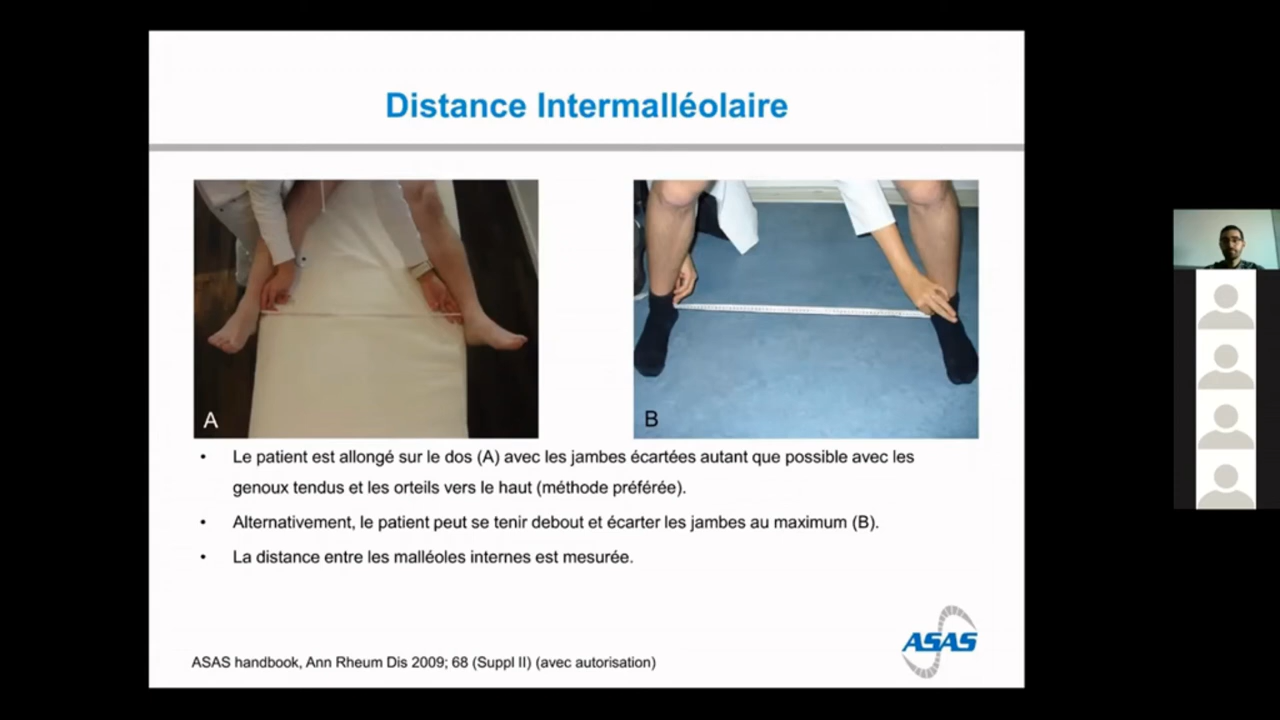 Distance Intermalléolaire
A
B
• Le patient est allongé sur le dos (A) avec les jambes écartées autant que possible avec les
genoux tendus et les orteils vers le haut (méthode préférée).
• Alternativement, le patient peut se tenir debout et écarter les jambes au maximum (B).
• La distance entre les malléoles internes est mesurée.
ASAS
ASAS handbook, Ann Rheum Dis 2009; 68 (Suppl II) (avec autorisation)